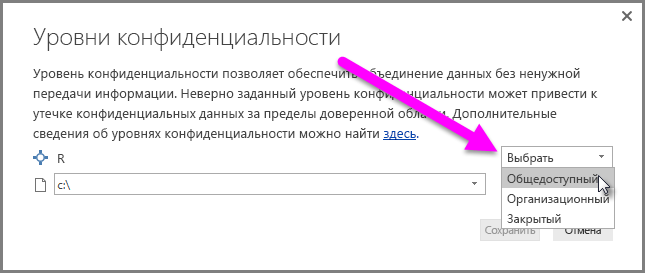 Уровни конфиденциальности
Уровень конфиденциальности позволяет обеспечить объединение данных без ненужной
передачи информации. Неверно заданный уровень конфиденциальности может привести к
утечке конфиденциальных данных за пределы доверенной области. Дополнительные
сведения об уровнях конфиденциальности можно найти здесь.
R
Выбрать
c:\
Общедоступный
Организационный
Закрытый
Сохранить
Отмена